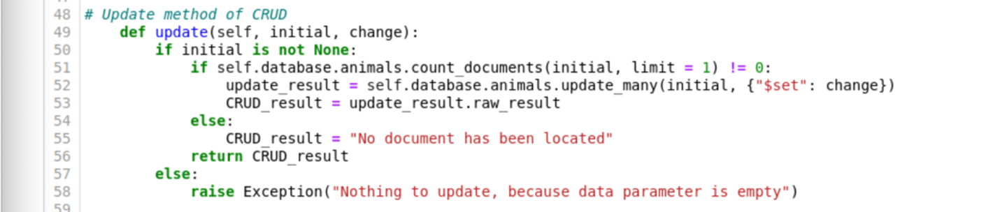 48 # Update method of CRUD
49     def update(self, initial, change):
50         if initial is not None:
51             if self.database.animals.count_documents(initial, limit = 1) != 0:
52                 update_result = self.database.animals.update_many(initial, {"$set": change})
53                 CRUD_result = update_result.raw_result
54             else:
55                 CRUD_result = "No document has been located"
56             return CRUD_result
57         else:
58             raise Exception("Nothing to update, because data parameter is empty")
59